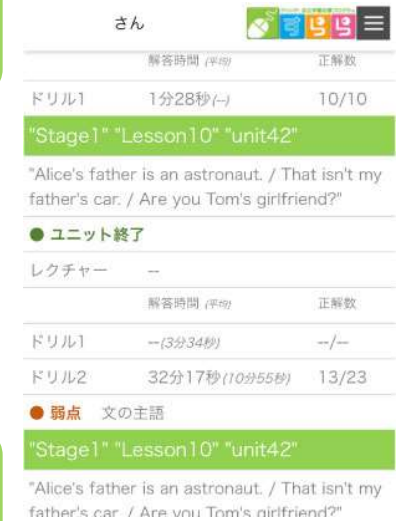 さん
すらら
解答時間 (平均) 正解数
ドリル1 1分28秒(--) 10/10
"Stage1" "Lesson10" "unit42"
"Alice's father is an astronaut. / That isn't my
father's car. / Are you Tom's girlfriend?"
● ユニット終了
レクチャー --
解答時間 (平均) 正解数
ドリル1 --(3分34秒) --/--
ドリル2 32分17秒(10分55秒) 13/23
● 弱点 文の主語
"Stage1" "Lesson10" "unit42"
"Alice's father is an astronaut. / That isn't my
father's car. / Are you Tom's girlfriend?"